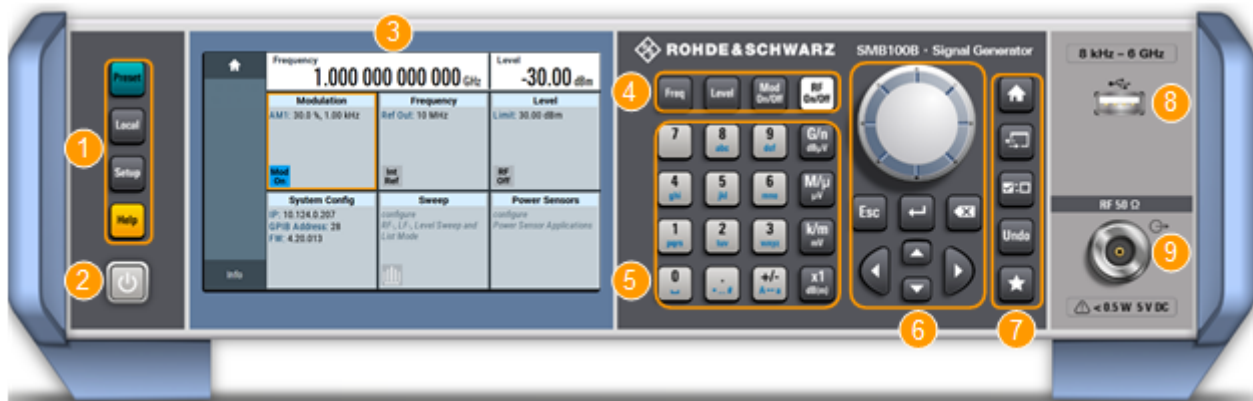 3
ROHDE&SCHWARZ
SMB100B · Signal Generator
8 kHz – 6 GHz
1
Preset
Local
Setup
Help
2
Frequency
1.000 000 000 000 GHz
Level
-30.00 dBm
Modulation
AM1: 30.0 %, 1.00 kHz
Mod
On
Frequency
Ref Out: 10 MHz
Int
Ref
Level
Limit: 30.00 dBm
RF
Off
System Config
IP: 10.124.0.207
GPIB Address: 28
FW: 4.20.013
Sweep
configure
RF-, LF-, Level Sweep and
List Mode
Power Sensors
configure
Power Sensor Applications
Info
4
Freq
Level
Mod
On/Off
RF
On/Off
7
8
abc
9
def
G/n
dBµV
4
ghi
5
jkl
6
mno
M/µ
µV
1
pqrs
2
tuv
3
wxyz
k/m
mV
5
0
.
*...#
+/-
A↔a
x1
dB(m)
Esc
6
Undo
7
8
RF 50 Ω
9
< 0.5 W 5 V DC